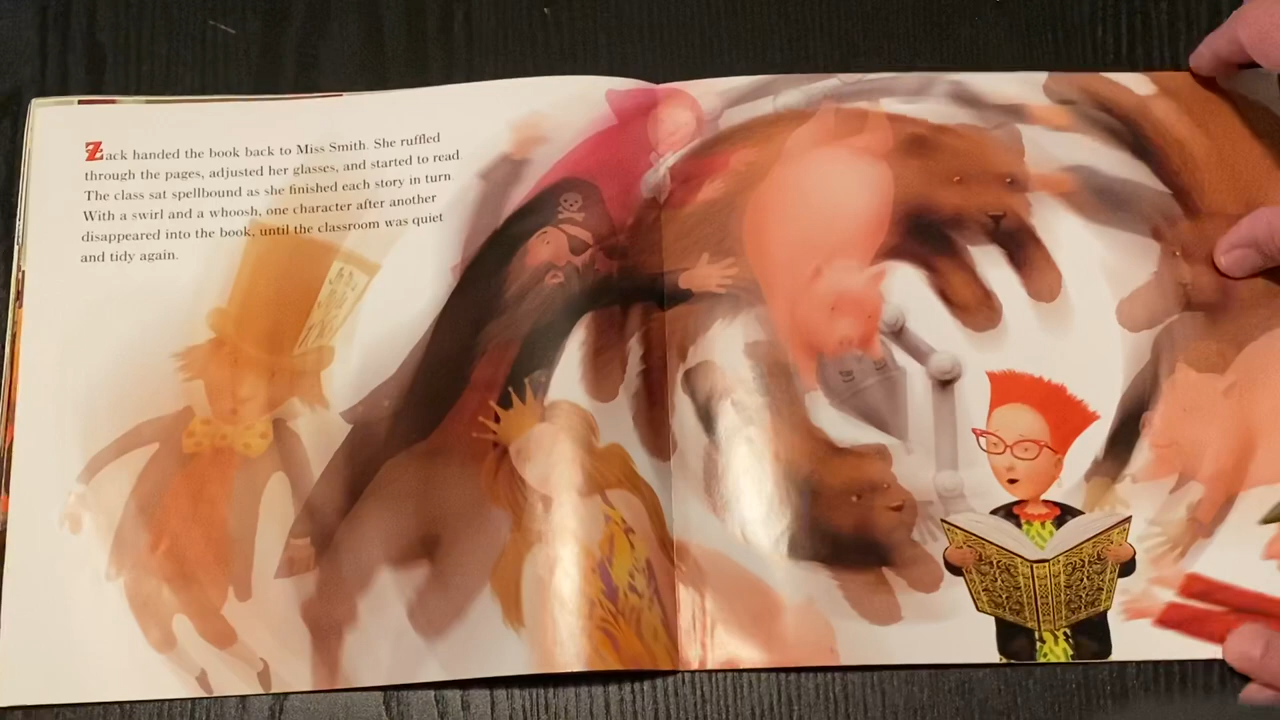 Zack handed the book back to Miss Smith. She ruffled
through the pages, adjusted her glasses, and started to read.
The class sat spellbound as she finished each story in turn.
With a swirl and a whoosh, one character after another
disappeared into the book, until the classroom was quiet
and tidy again.